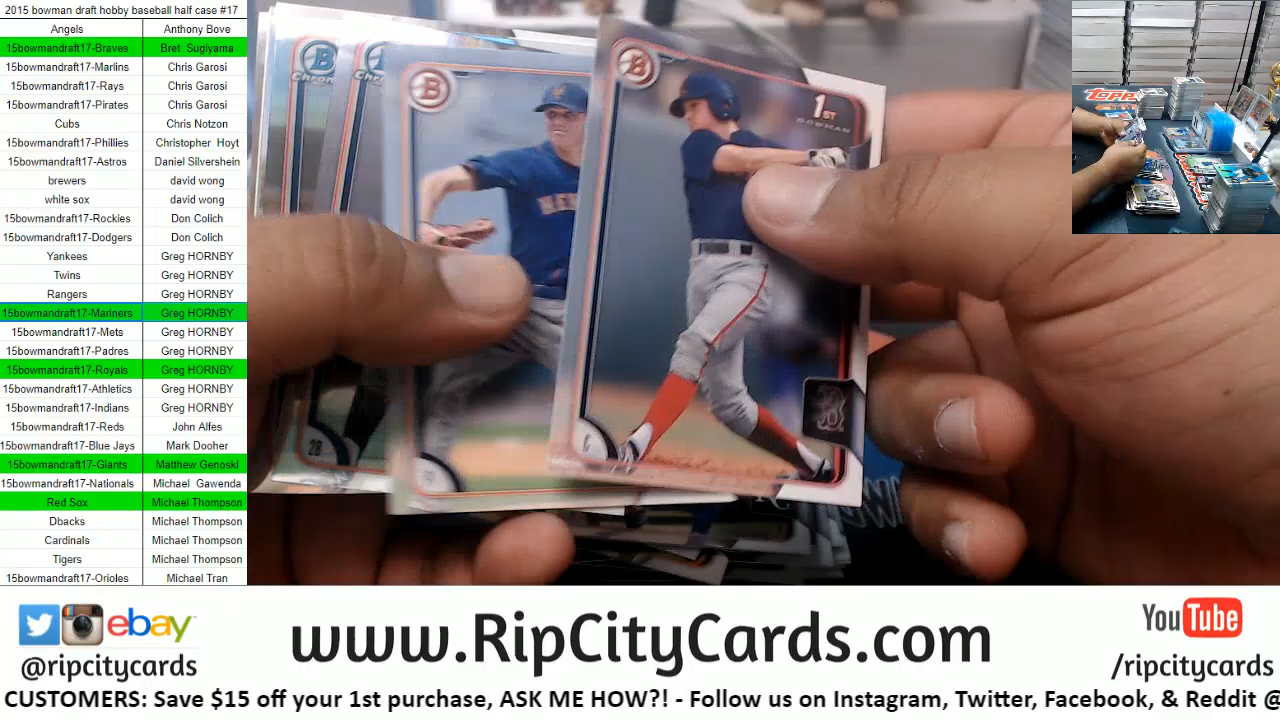 2015 bowman draft hobby baseball half case #17
Angels Anthony Bove
15bowmandraft17-Braves Bret Sugiyama
15bowmandraft17-Marlins Chris Garosi
15bowmandraft17-Rays Chris Garosi
15bowmandraft17-Pirates Chris Garosi
Cubs Chris Notzon
15bowmandraft17-Phillies Christopher Hoyt
15bowmandraft17-Astros Daniel Silvershein
brewers david wong
white sox david wong
15bowmandraft17-Rockies Don Colich
15bowmandraft17-Dodgers Don Colich
Yankees Greg HORNBY
Twins Greg HORNBY
Rangers Greg HORNBY
15bowmandraft17-Mariners Greg HORNBY
15bowmandraft17-Mets Greg HORNBY
15bowmandraft17-Padres Greg HORNBY
15bowmandraft17-Royals Greg HORNBY
15bowmandraft17-Athletics Greg HORNBY
15bowmandraft17-Indians Greg HORNBY
15bowmandraft17-Reds John Alfes
15bowmandraft17-Blue Jays Mark Dooher
15bowmandraft17-Giants Matthew Genoski
15bowmandraft17-Nationals Michael Gawenda
Red Sox Michael Thompson
Dbacks Michael Thompson
Cardinals Michael Thompson
Tigers Michael Thompson
15bowmandraft17-Orioles Michael Tran
B
B
B
B
1ST
BOWMAN
28
B
topps
ebay
@ripcitycards
www.RipCityCards.com
YouTube
/ripcitycards
CUSTOMERS: Save $15 off your 1st purchase, ASK ME HOW?! - Follow us on Instagram, Twitter, Facebook, & Reddit @